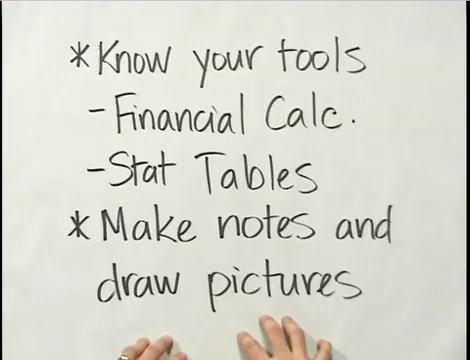 *Know your tools
-Financial Calc.
-Stat Tables
*Make notes and
draw pictures